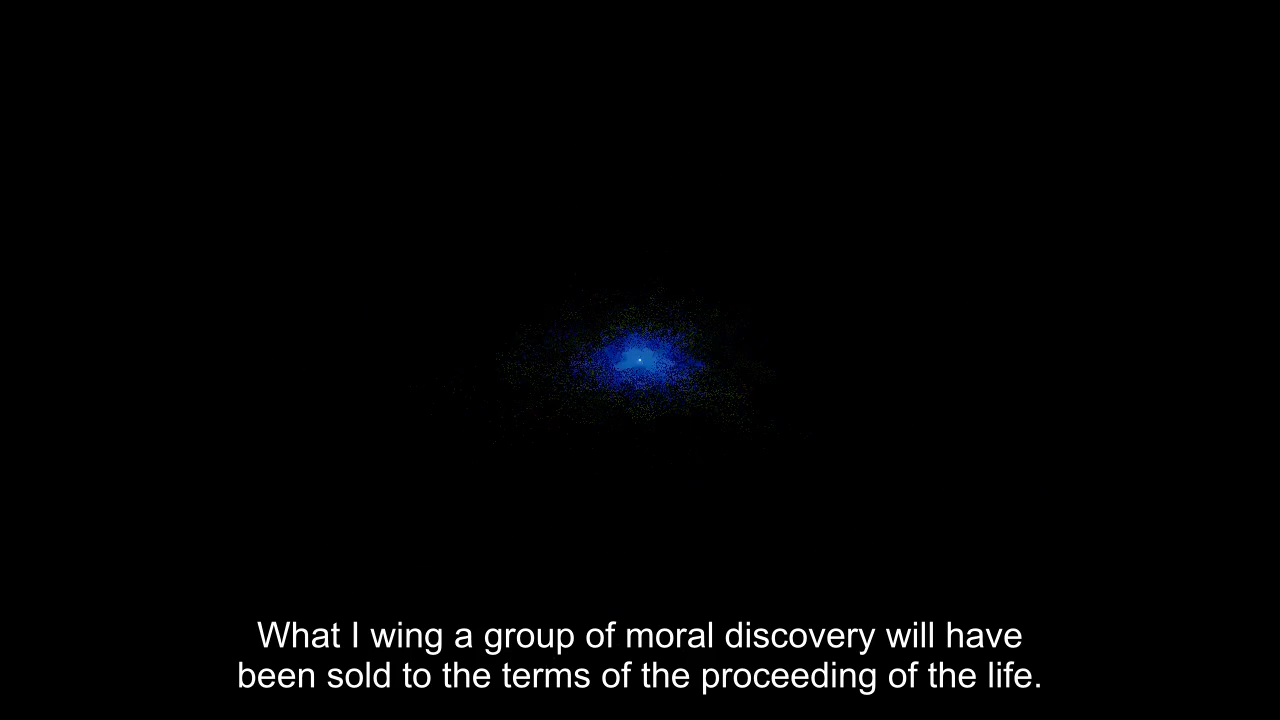 What I wing a group of moral discovery will have
been sold to the terms of the proceeding of the life.